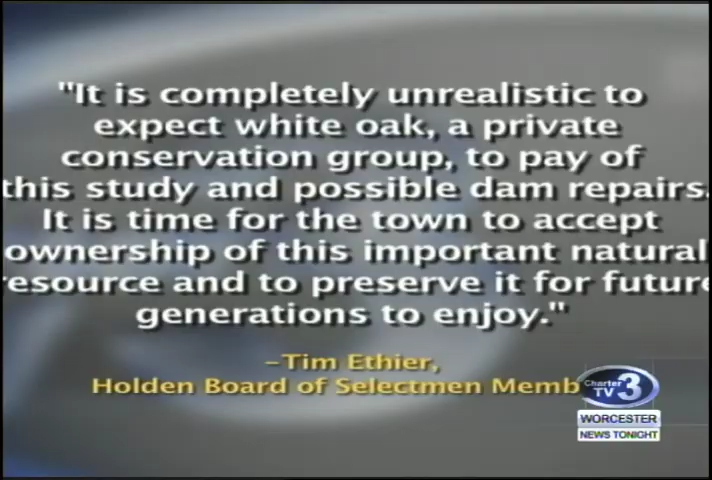 "It is completely unrealistic to
expect white oak, a private
conservation group, to pay of
this study and possible dam repairs.
It is time for the town to accept
ownership of this important natural
resource and to preserve it for future
generations to enjoy."
–Tim Ethier,
Holden Board of Selectmen Memb
Charter
TV 3
WORCESTER
NEWS TONIGHT